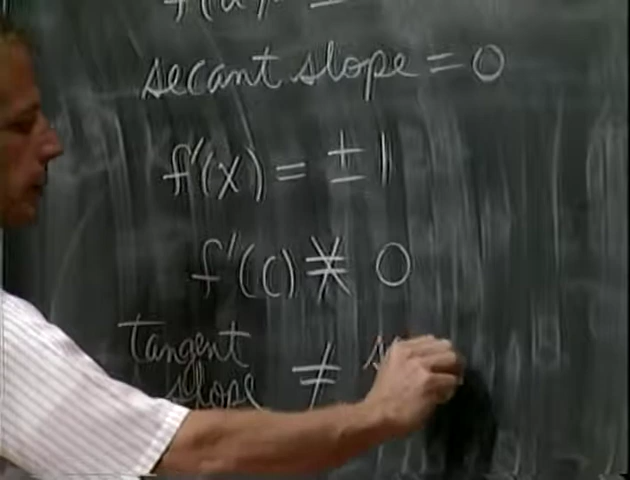 secant slope = 0
f'(x) = ±1
f'(c) ≠ 0
tangent
slope ≠